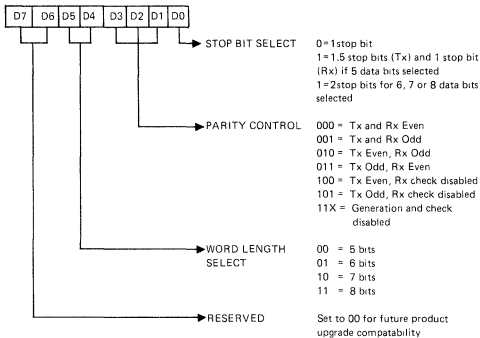 D7 D6 D5 D4 D3 D2 D1 D0
STOP BIT SELECT 0=1 stop bit
1=1.5 stop bits (Tx) and 1 stop bit
(Rx) if 5 data bits selected
1=2stop bits for 6, 7 or 8 data bits
selected
PARITY CONTROL 000 = Tx and Rx Even
001 = Tx and Rx Odd
010 = Tx Even, Rx Odd
011 = Tx Odd, Rx Even
100 = Tx Even, Rx check disabled
101 = Tx Odd, Rx check disabled
11X = Generation and check
disabled
WORD LENGTH 00 = 5 bits
SELECT 01 = 6 bits
10 = 7 bits
11 = 8 bits
RESERVED Set to 00 for future product
upgrade compatability